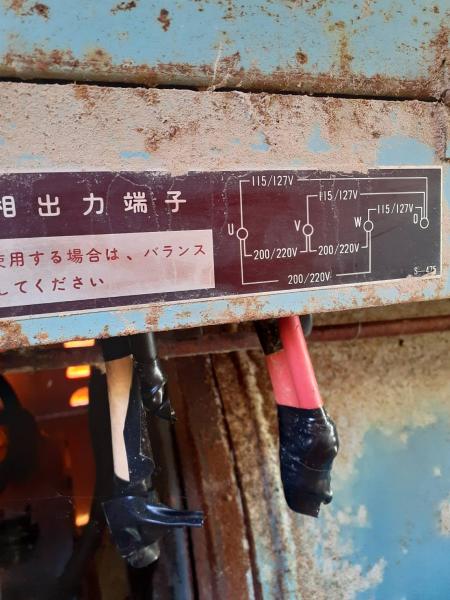 相出力端子
使用する場合は、バランス
してください
115/127V
115/127V
115/127V
U V W O
200/220V 200/220V
200/220V
S-475